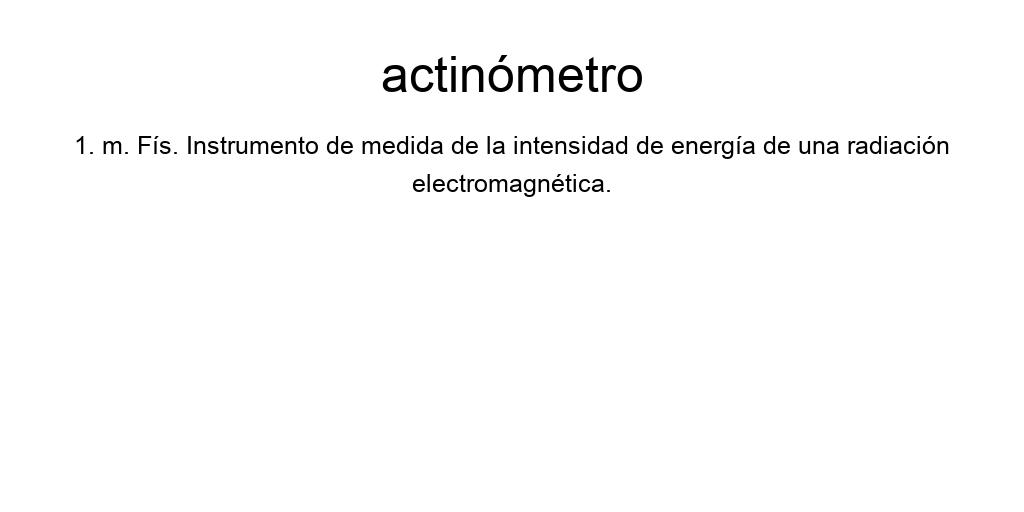 actinómetro
1. m. Fís. Instrumento de medida de la intensidad de energía de una radiación
electromagnética.